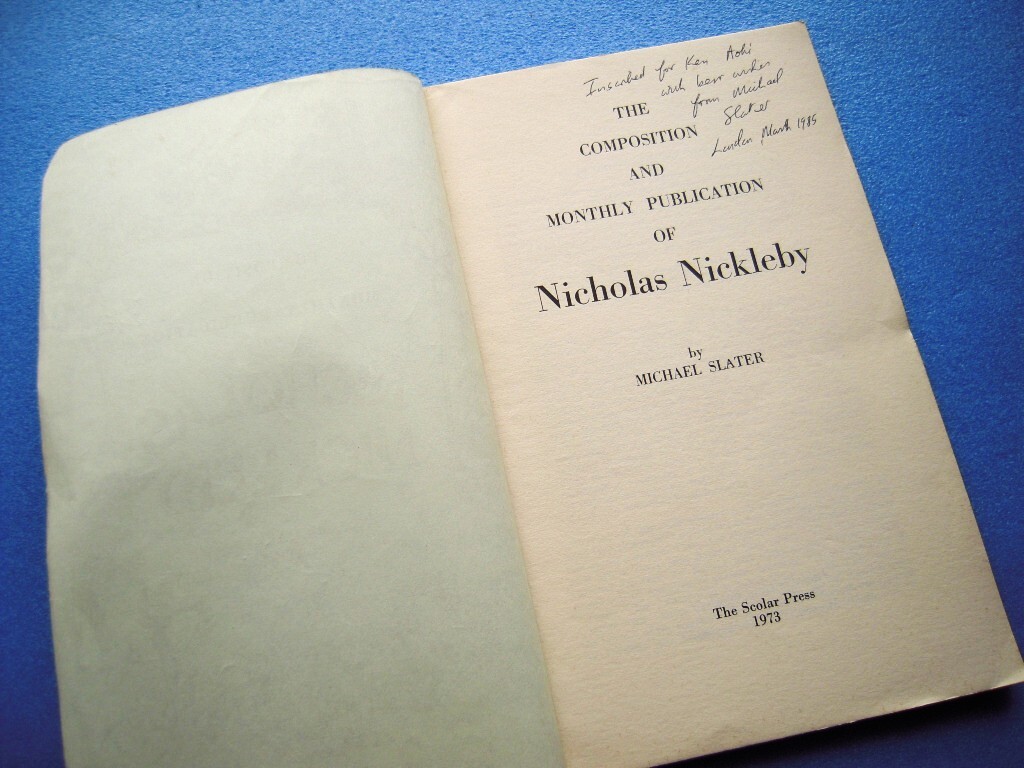 Inscribed for Ken Aoki
with best wishes
from Michael
Slater
London March 1985
THE
COMPOSITION
AND
MONTHLY PUBLICATION
OF
Nicholas Nickleby
by
MICHAEL SLATER
The Scolar Press
1973